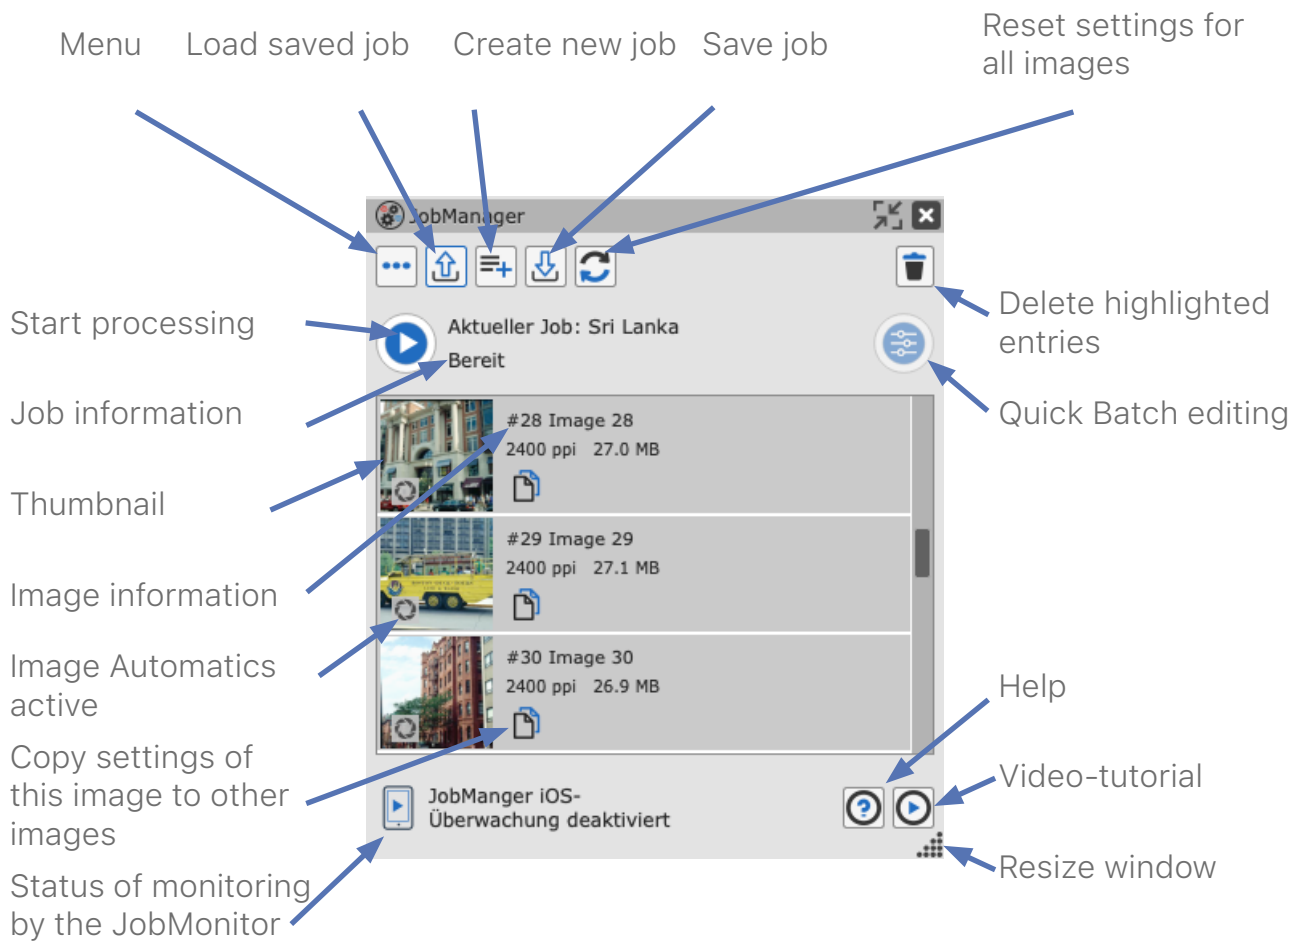 Menu
Load saved job
Create new job
Save job
Reset settings for
all images
JobManager
Start processing
Aktueller Job: Sri Lanka
Bereit
Delete highlighted
entries
Job information
Quick Batch editing
#28 Image 28
2400 ppi 27.0 MB
Thumbnail
#29 Image 29
2400 ppi 27.1 MB
Image information
Image Automatics
active
#30 Image 30
2400 ppi 26.9 MB
Help
Copy settings of
this image to other
images
Video-tutorial
JobManger iOS-
Überwachung deaktiviert
Resize window
Status of monitoring
by the JobMonitor